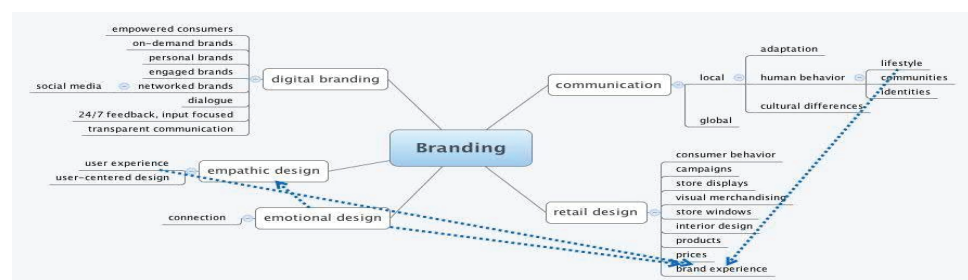 empowered consumers
on-demand brands
personal brands
engaged brands
social media
networked brands
dialogue
24/7 feedback, input focused
transparent communication
digital branding
user experience
user-centered design
empathic design
connection
emotional design
Branding
communication
local
adaptation
human behavior
lifestyle
communities
identities
cultural differences
global
retail design
consumer behavior
campaigns
store displays
visual merchandising
store windows
interior design
products
prices
brand experience